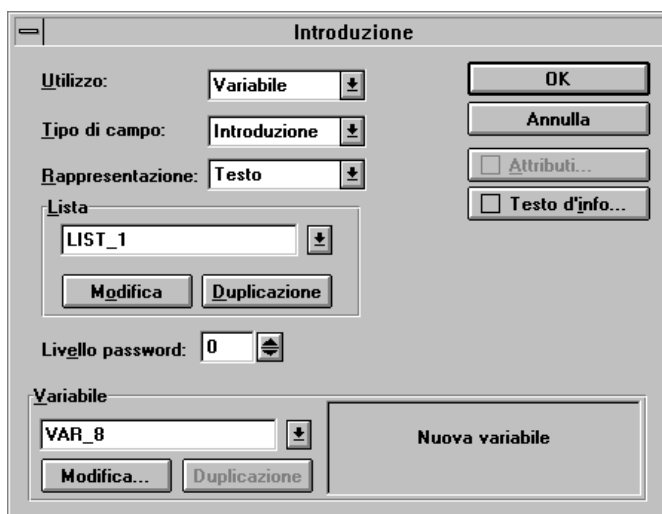 Introduzione
Utilizzo: Variabile
OK
Tipo di campo: Introduzione
Annulla
Rappresentazione: Testo
Attributi...
Testo d'info...
Lista
LIST_1
Modifica Duplicazione
Livello password: 0
Variabile
VAR_8
Nuova variabile
Modifica... Duplicazione